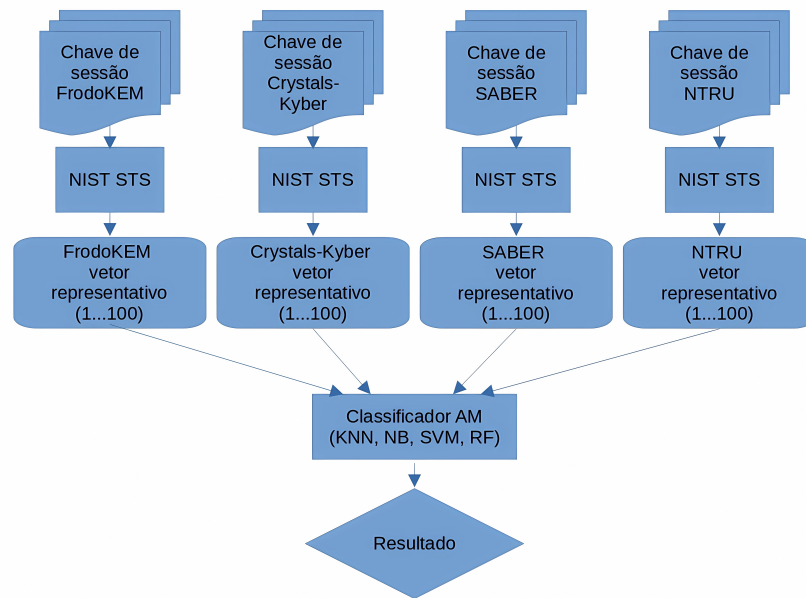 Chave de
sessão
FrodoKEM
Chave de
sessão
Crystals-
Kyber
Chave de
sessão
SABER
Chave de
sessão
NTRU
NIST STS
NIST STS
NIST STS
NIST STS
FrodoKEM
vetor
representativo
(1...100)
Crystals-Kyber
vetor
representativo
(1...100)
SABER
vetor
representativo
(1...100)
NTRU
vetor
representativo
(1...100)
Classificador AM
(KNN, NB, SVM, RF)
Resultado